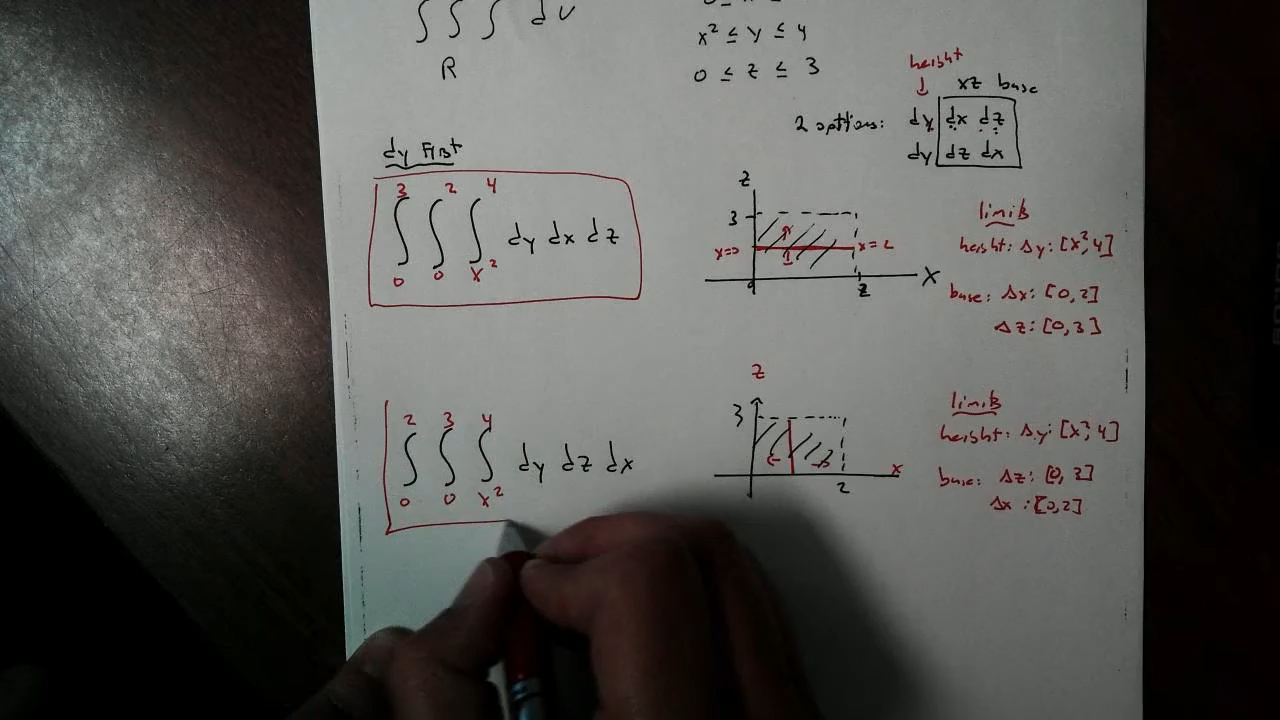 ∫ ∫ ∫ dV
R
x² ≤ y ≤ 4
0 ≤ z ≤ 3
height
↓ xz base
2 options: dy dx dz
dy dz dx
dy First
∫₀³ ∫₀² ∫ₓ²⁴ dy dx dz
z
3
x=0 x=2
x
2
limits
height: Δy: [x², 4]
base: Δx: [0, 2]
Δz: [0, 3]
∫₀² ∫₀³ ∫ₓ²⁴ dy dz dx
z
3
x
2
limits
height: Δy: [x², 4]
base: Δz: [0, 3]
Δx: [0, 2]